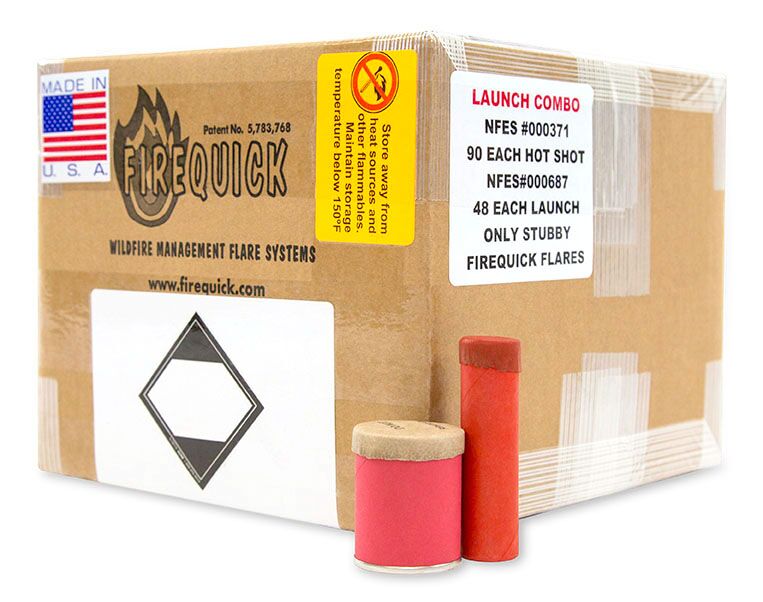 MADE IN
U. S. A.
Patent No. 5,783,768
FIREQUICK
WILDFIRE MANAGEMENT FLARE SYSTEMS
www.firequick.com
Store away from
heat sources and
other flammables.
Maintain storage
temperature below 150°F
LAUNCH COMBO
NFES #000371
90 EACH HOT SHOT
NFES#000687
48 EACH LAUNCH
ONLY STUBBY
FIREQUICK FLARES